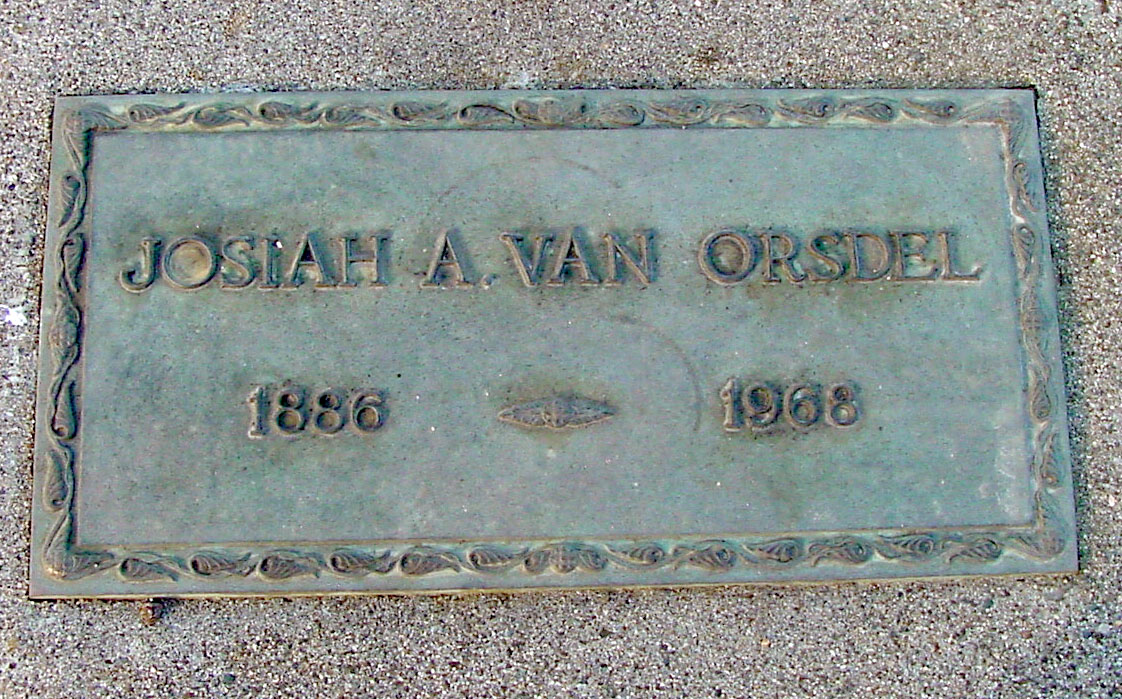 JOSIAH A. VAN ORSDEL
1886 1968